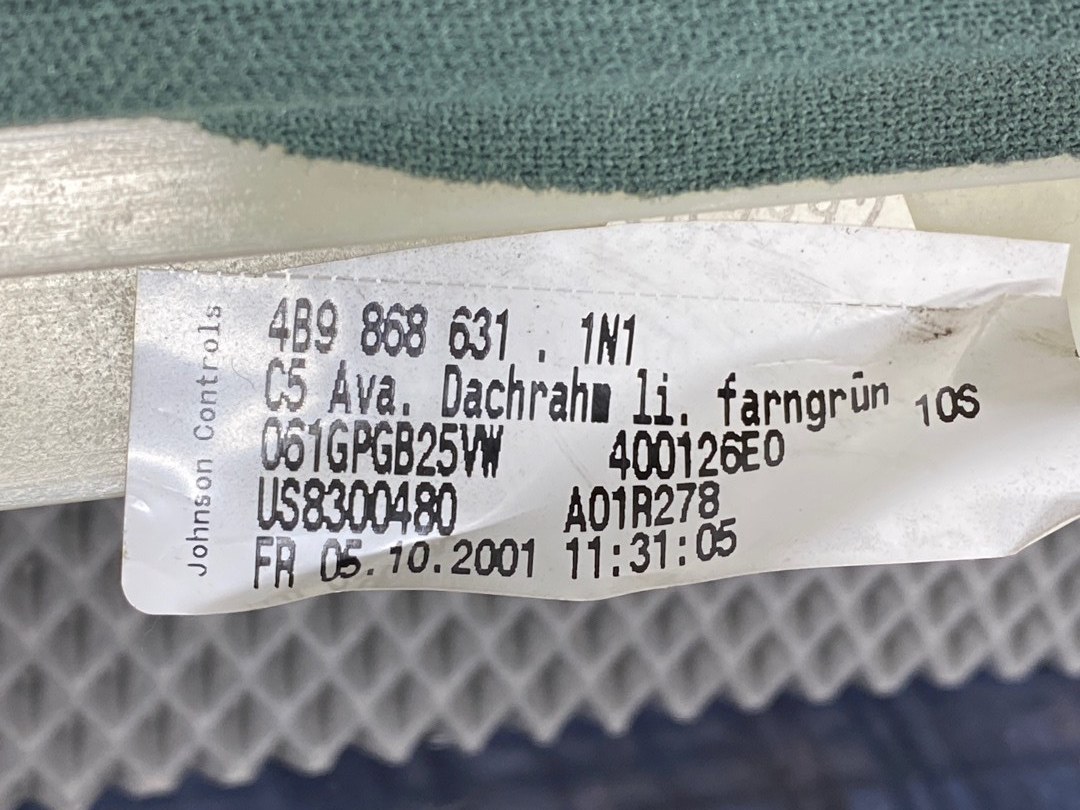 Johnson Controls
4B9 868 631 . 1N1
C5 Ava. Dachrahm li. farngrün 10S
061GPGB25VW 400126E0
US8300480 A01R278
FR 05.10.2001 11:31:05